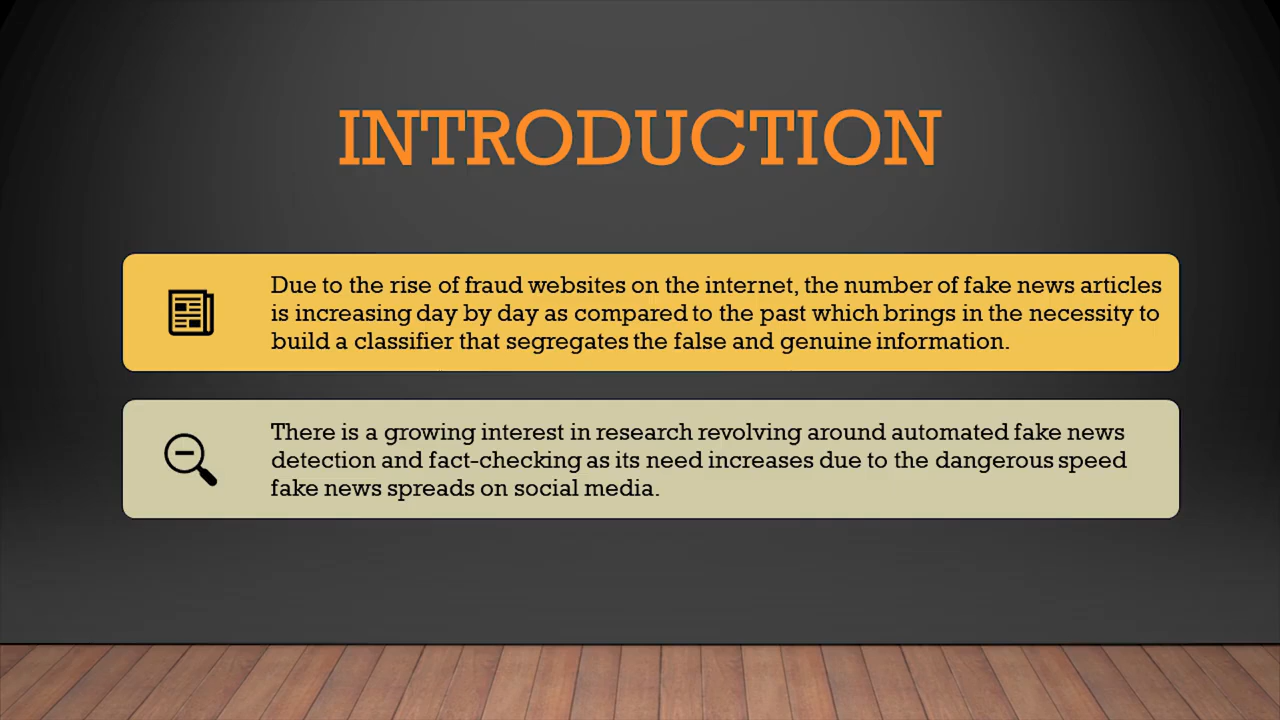 INTRODUCTION
Due to the rise of fraud websites on the internet, the number of fake news articles
is increasing day by day as compared to the past which brings in the necessity to
build a classifier that segregates the false and genuine information.
There is a growing interest in research revolving around automated fake news
detection and fact-checking as its need increases due to the dangerous speed
fake news spreads on social media.